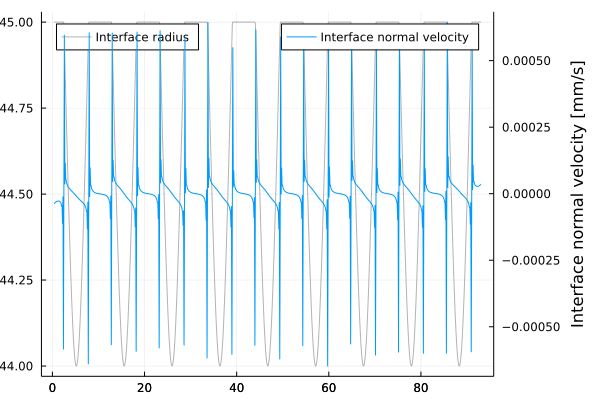 45.00
44.75
44.50
44.25
44.00
Interface radius
Interface normal velocity
0.00050
0.00025
0.00000
−0.00025
−0.00050
Interface normal velocity [mm/s]
0 20 40 60 80